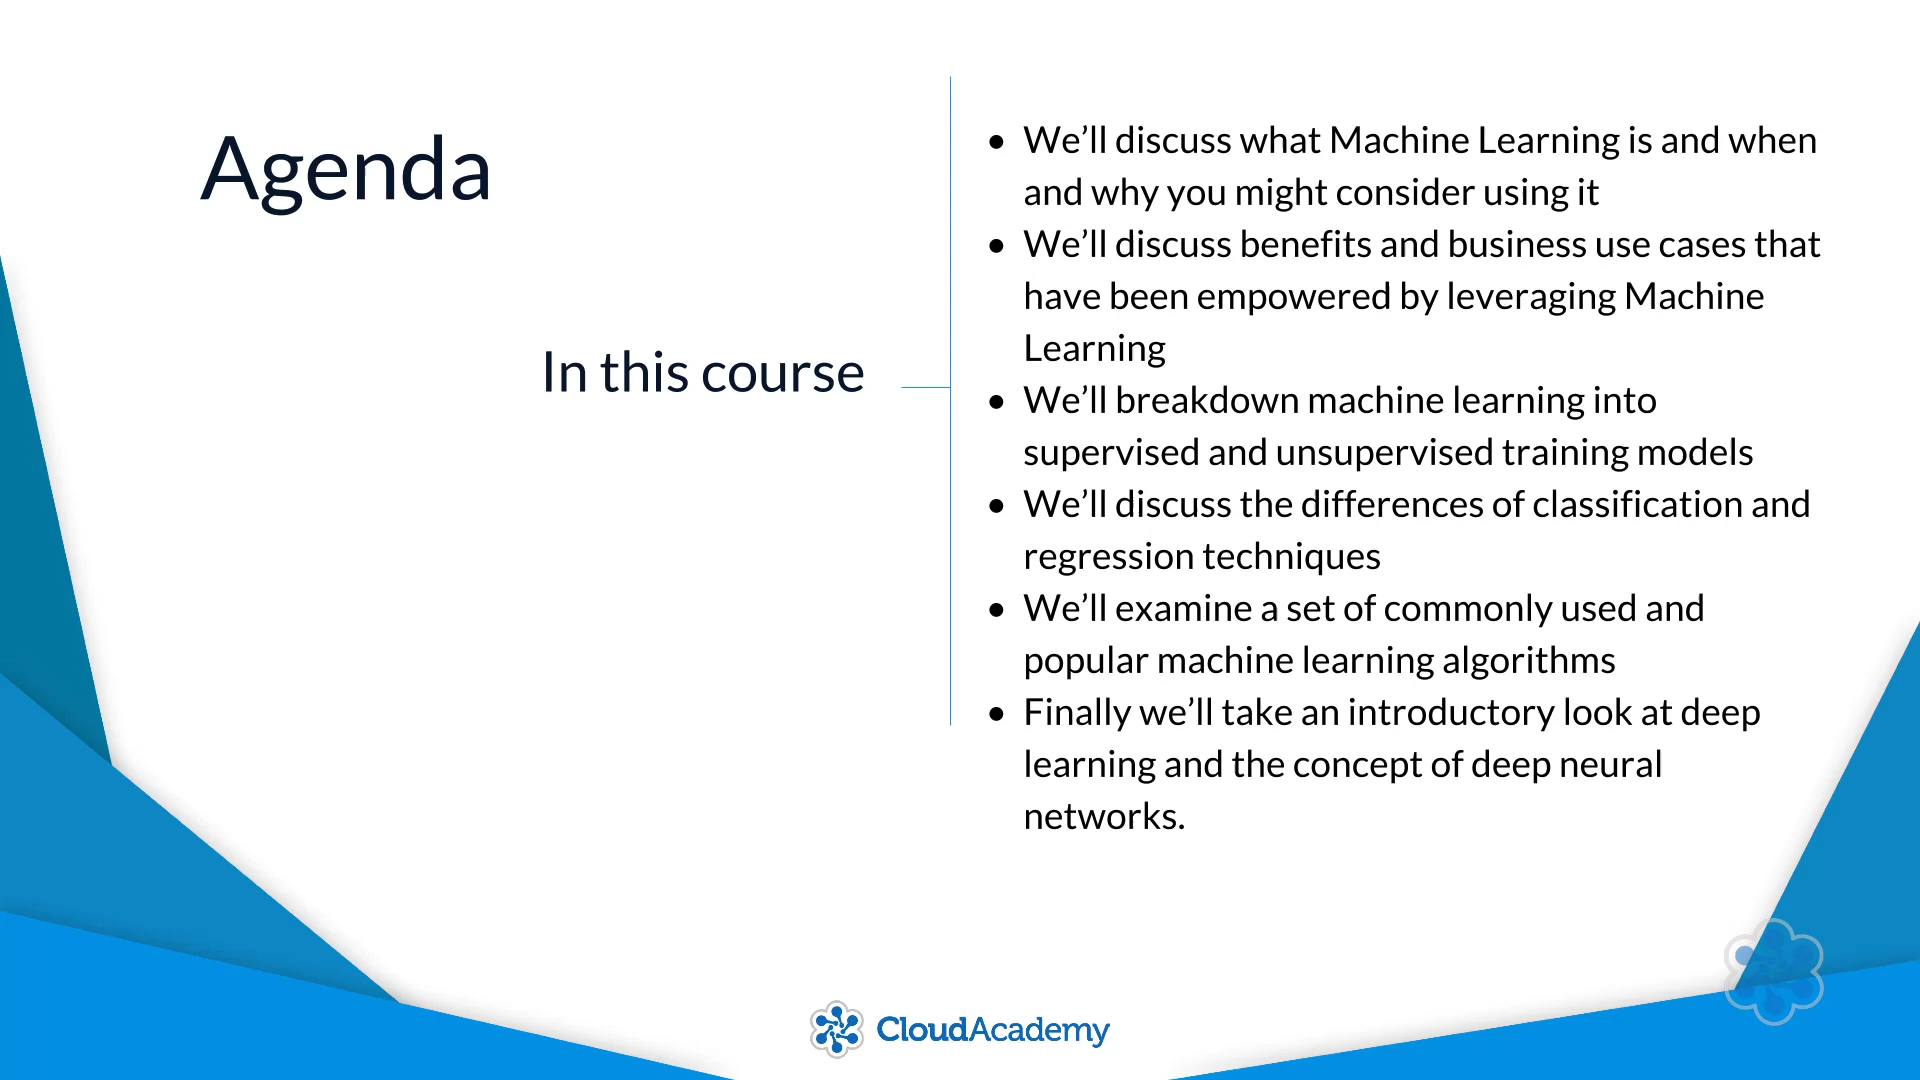 Agenda
In this course
• We’ll discuss what Machine Learning is and when
and why you might consider using it
• We’ll discuss benefits and business use cases that
have been empowered by leveraging Machine
Learning
• We’ll breakdown machine learning into
supervised and unsupervised training models
• We’ll discuss the differences of classification and
regression techniques
• We’ll examine a set of commonly used and
popular machine learning algorithms
• Finally we’ll take an introductory look at deep
learning and the concept of deep neural
networks.
CloudAcademy